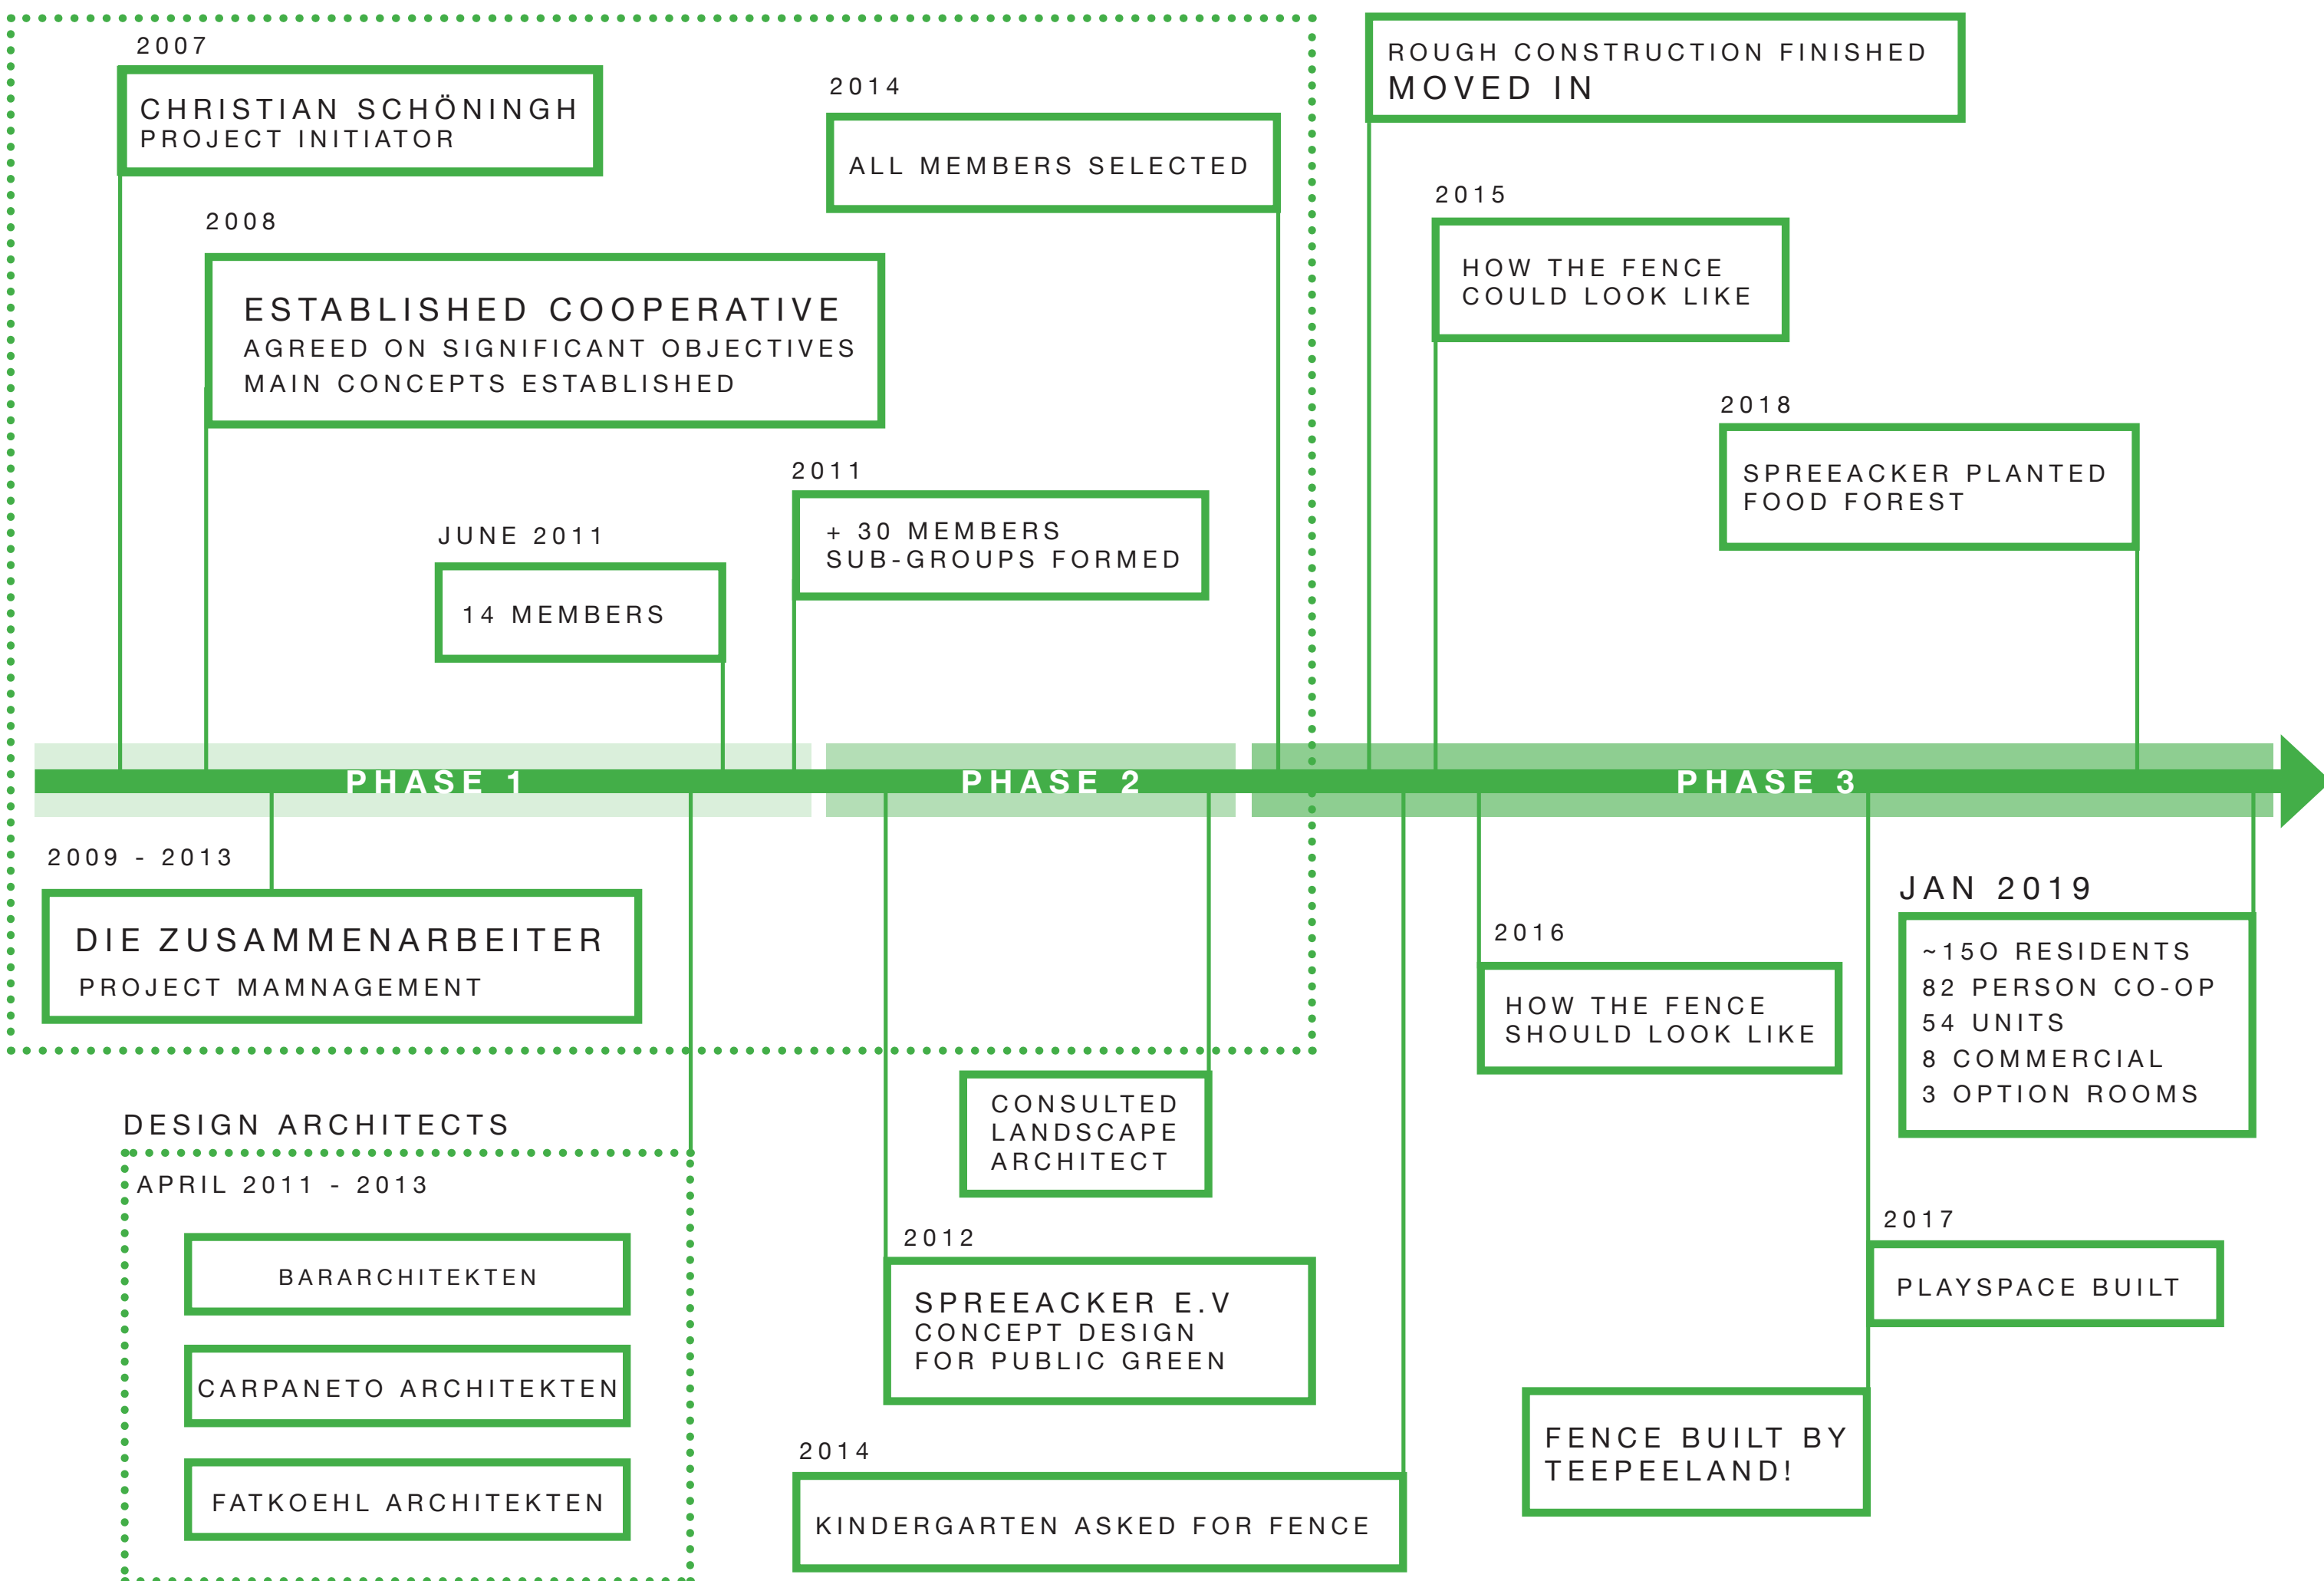 2007
CHRISTIAN SCHÖNINGH
PROJECT INITIATOR
2008
ESTABLISHED COOPERATIVE
AGREED ON SIGNIFICANT OBJECTIVES
MAIN CONCEPTS ESTABLISHED
JUNE 2011
14 MEMBERS
2011
+ 30 MEMBERS
SUB-GROUPS FORMED
2014
ALL MEMBERS SELECTED
ROUGH CONSTRUCTION FINISHED
MOVED IN
2015
HOW THE FENCE
COULD LOOK LIKE
2018
SPREEACKER PLANTED
FOOD FOREST
PHASE 1
PHASE 2
PHASE 3
2009 - 2013
DIE ZUSAMMENARBEITER
PROJECT MAMNAGEMENT
DESIGN ARCHITECTS
APRIL 2011 - 2013
BARARCHITEKTEN
CARPANETO ARCHITEKTEN
FATKOEHL ARCHITEKTEN
CONSULTED
LANDSCAPE
ARCHITECT
2012
SPREEACKER E.V
CONCEPT DESIGN
FOR PUBLIC GREEN
2014
KINDERGARTEN ASKED FOR FENCE
2016
HOW THE FENCE
SHOULD LOOK LIKE
JAN 2019
~15O RESIDENTS
82 PERSON CO-OP
54 UNITS
8 COMMERCIAL
3 OPTION ROOMS
2017
PLAYSPACE BUILT
FENCE BUILT BY
TEEPEELAND!